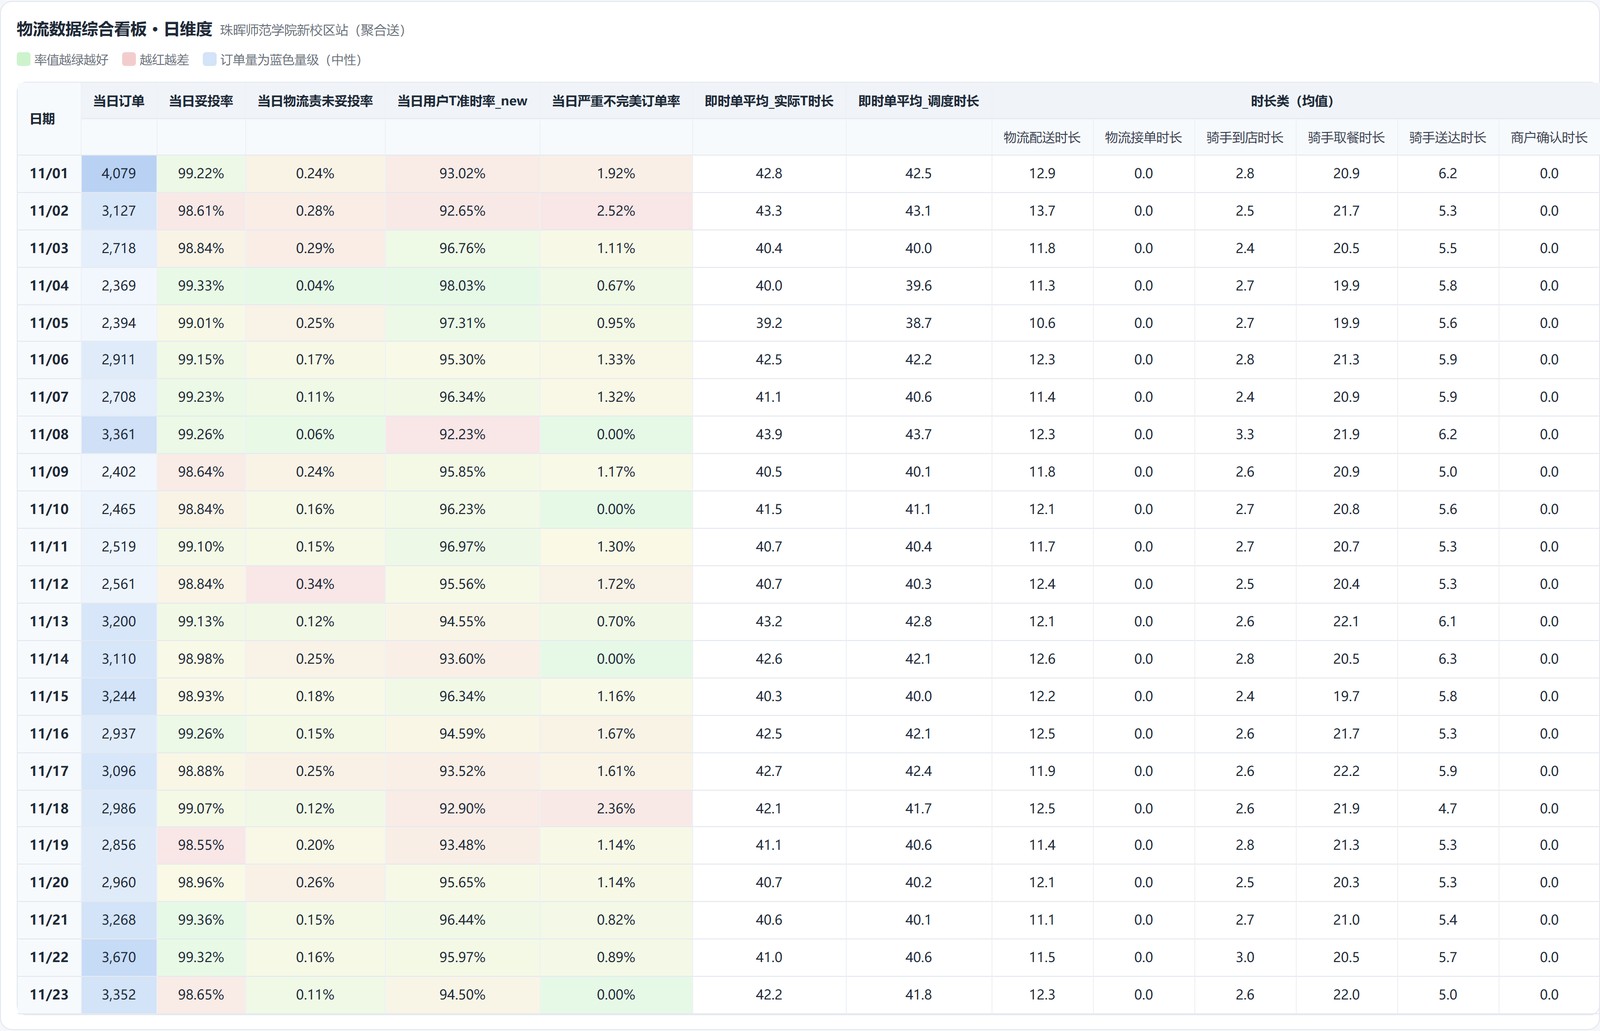 物流数据综合看板 • 日维度 珠晖师范学院新校区站（聚合送）
率值越绿越好 越红越差 订单量为蓝色量级（中性）
日期 当日订单 当日妥投率 当日物流责未妥投率 当日用户T准时率_new 当日严重不完美订单率 即时单平均_实际T时长 即时单平均_调度时长 时长类（均值）
物流配送时长 物流接单时长 骑手到店时长 骑手取餐时长 骑手送达时长 商户确认时长
11/01 4,079 99.22% 0.24% 93.02% 1.92% 42.8 42.5 12.9 0.0 2.8 20.9 6.2 0.0
11/02 3,127 98.61% 0.28% 92.65% 2.52% 43.3 43.1 13.7 0.0 2.5 21.7 5.3 0.0
11/03 2,718 98.84% 0.29% 96.76% 1.11% 40.4 40.0 11.8 0.0 2.4 20.5 5.5 0.0
11/04 2,369 99.33% 0.04% 98.03% 0.67% 40.0 39.6 11.3 0.0 2.7 19.9 5.8 0.0
11/05 2,394 99.01% 0.25% 97.31% 0.95% 39.2 38.7 10.6 0.0 2.7 19.9 5.6 0.0
11/06 2,911 99.15% 0.17% 95.30% 1.33% 42.5 42.2 12.3 0.0 2.8 21.3 5.9 0.0
11/07 2,708 99.23% 0.11% 96.34% 1.32% 41.1 40.6 11.4 0.0 2.4 20.9 5.9 0.0
11/08 3,361 99.26% 0.06% 92.23% 0.00% 43.9 43.7 12.3 0.0 3.3 21.9 6.2 0.0
11/09 2,402 98.64% 0.24% 95.85% 1.17% 40.5 40.1 11.8 0.0 2.6 20.9 5.0 0.0
11/10 2,465 98.84% 0.16% 96.23% 0.00% 41.5 41.1 12.1 0.0 2.7 20.8 5.6 0.0
11/11 2,519 99.10% 0.15% 96.97% 1.30% 40.7 40.4 11.7 0.0 2.7 20.7 5.3 0.0
11/12 2,561 98.84% 0.34% 95.56% 1.72% 40.7 40.3 12.4 0.0 2.5 20.4 5.3 0.0
11/13 3,200 99.13% 0.12% 94.55% 0.70% 43.2 42.8 12.1 0.0 2.6 22.1 6.1 0.0
11/14 3,110 98.98% 0.25% 93.60% 0.00% 42.6 42.1 12.6 0.0 2.8 20.5 6.3 0.0
11/15 3,244 98.93% 0.18% 96.34% 1.16% 40.3 40.0 12.2 0.0 2.4 19.7 5.8 0.0
11/16 2,937 99.26% 0.15% 94.59% 1.67% 42.5 42.1 12.5 0.0 2.6 21.7 5.3 0.0
11/17 3,096 98.88% 0.25% 93.52% 1.61% 42.7 42.4 11.9 0.0 2.6 22.2 5.9 0.0
11/18 2,986 99.07% 0.12% 92.90% 2.36% 42.1 41.7 12.5 0.0 2.6 21.9 4.7 0.0
11/19 2,856 98.55% 0.20% 93.48% 1.14% 41.1 40.6 11.4 0.0 2.8 21.3 5.3 0.0
11/20 2,960 98.96% 0.26% 95.65% 1.14% 40.7 40.2 12.1 0.0 2.5 20.3 5.3 0.0
11/21 3,268 99.36% 0.15% 96.44% 0.82% 40.6 40.1 11.1 0.0 2.7 21.0 5.4 0.0
11/22 3,670 99.32% 0.16% 95.97% 0.89% 41.0 40.6 11.5 0.0 3.0 20.5 5.7 0.0
11/23 3,352 98.65% 0.11% 94.50% 0.00% 42.2 41.8 12.3 0.0 2.6 22.0 5.0 0.0